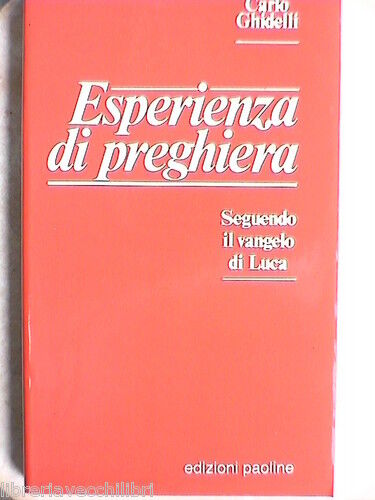 Carlo
Ghidelli
Esperienza
di preghiera
Seguendo
il vangelo
di Luca
edizioni paoline
libreriavecchilibri